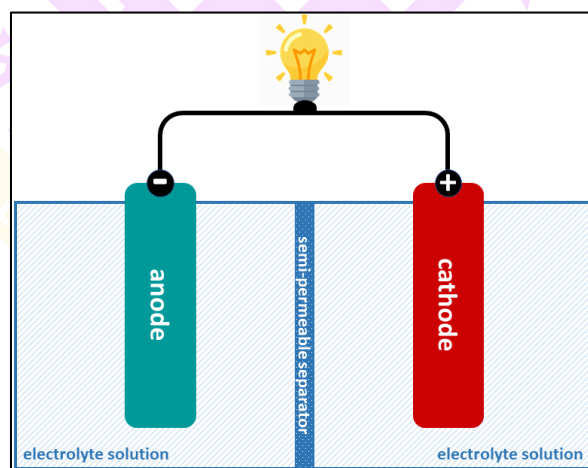 −
+
anode
semi-permeable separator
cathode
electrolyte solution
electrolyte solution